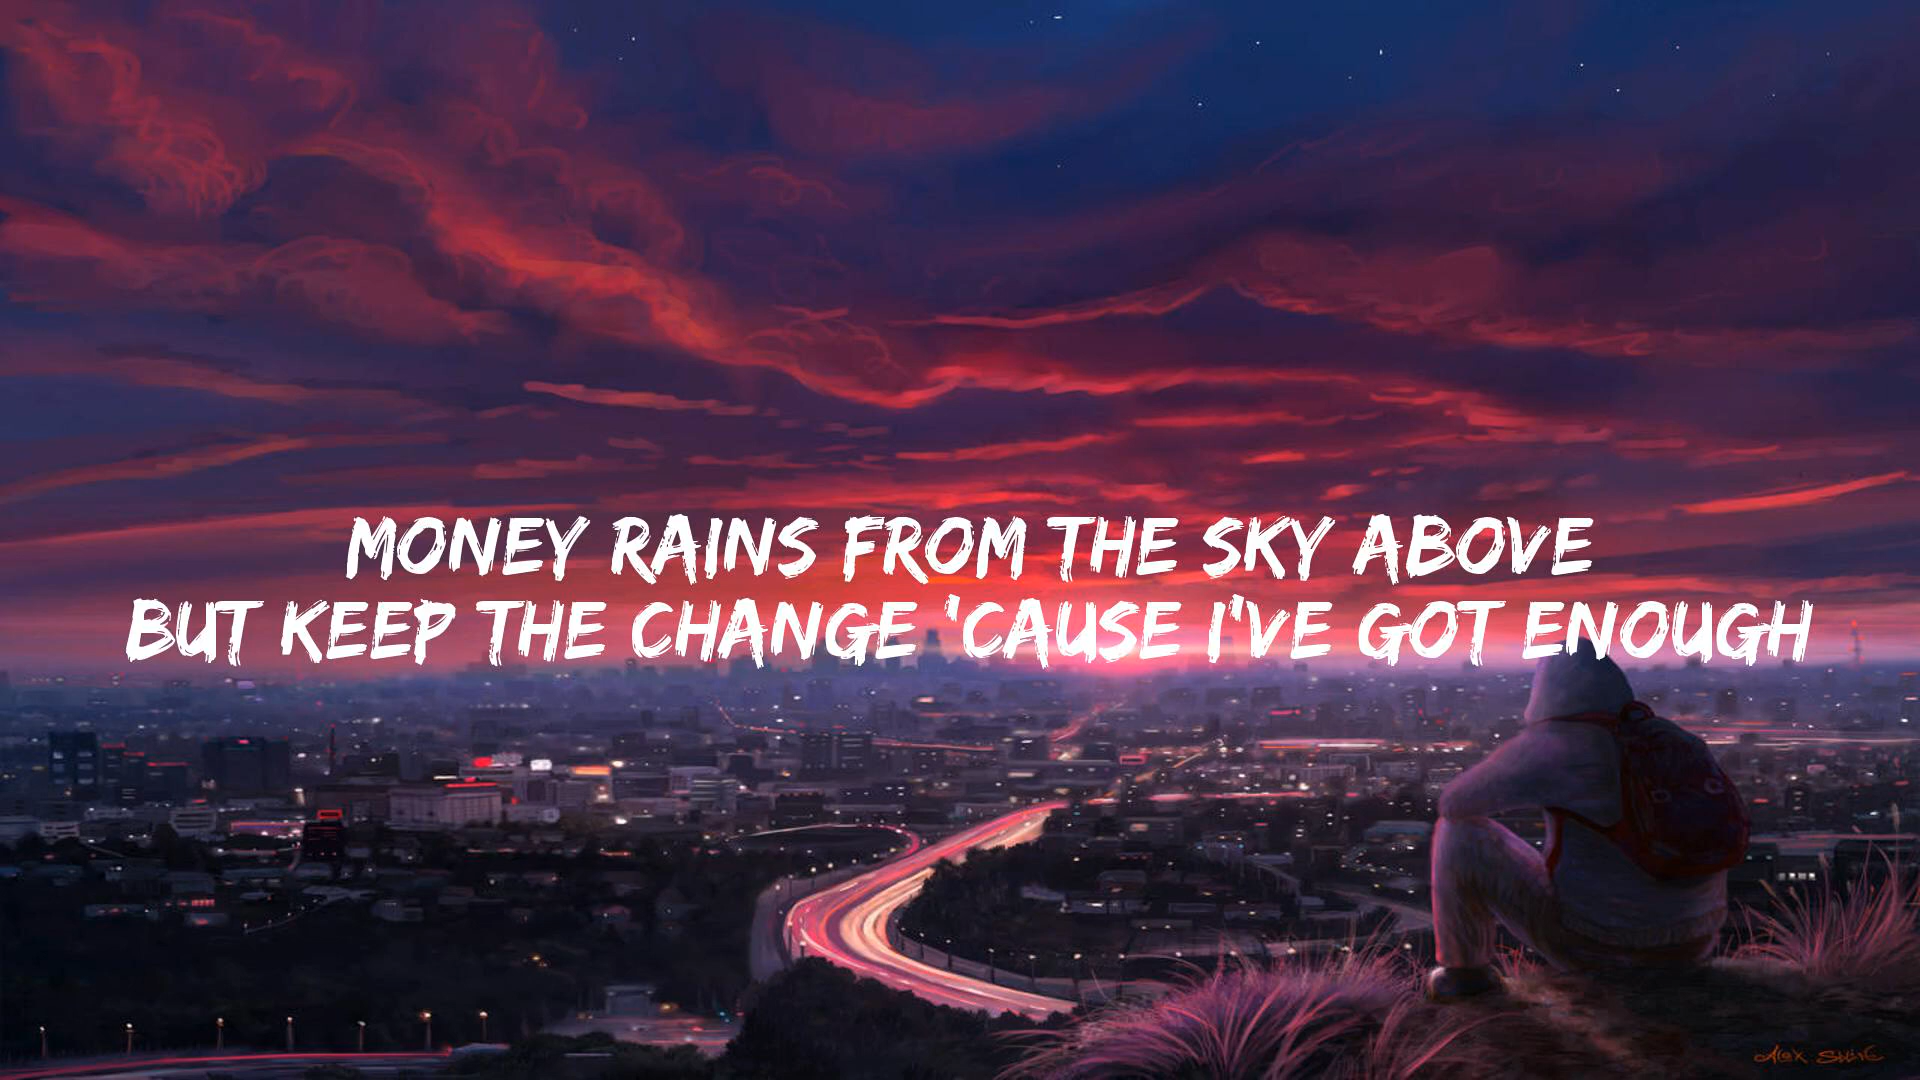 MONEY RAINS FROM THE SKY ABOVE
BUT KEEP THE CHANGE 'CAUSE I'VE GOT ENOUGH